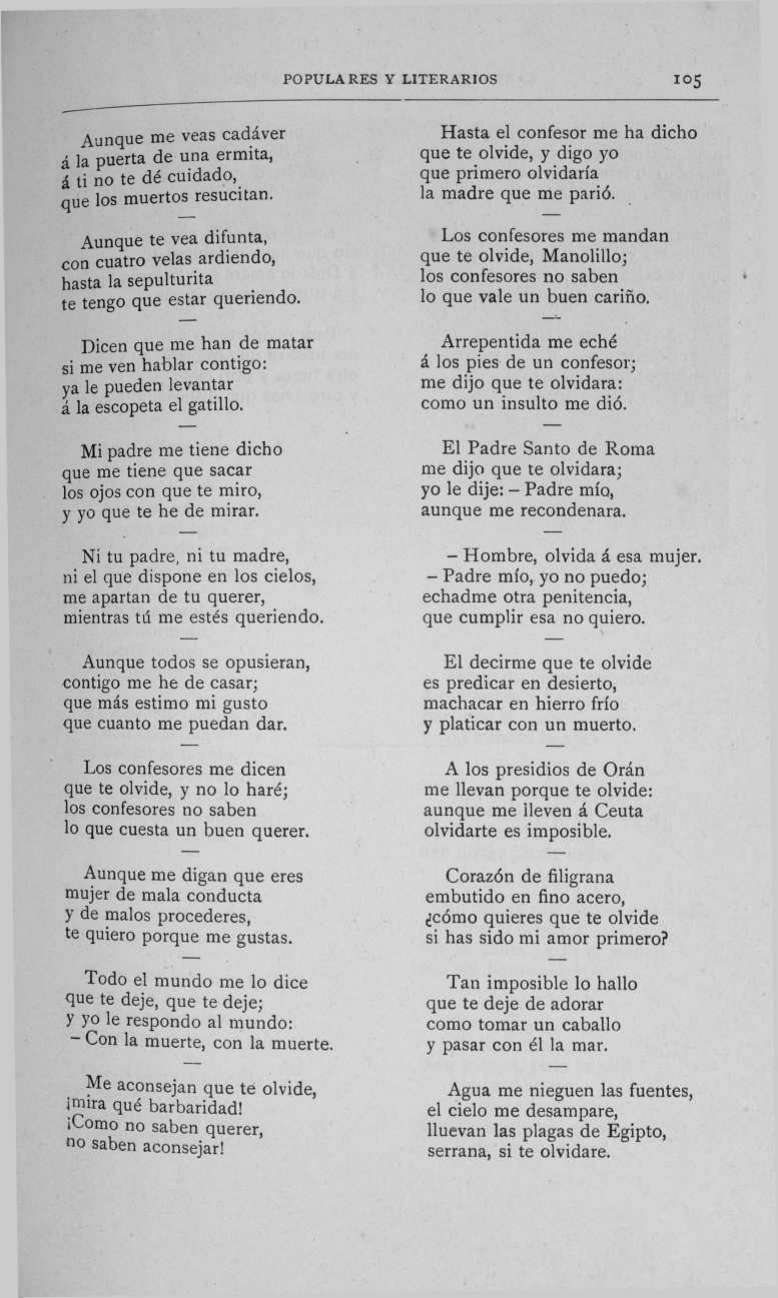 POPULARES Y LITERARIOS 105
Aunque me veas cadáver
á la puerta de una ermita,
á ti no te dé cuidado,
que los muertos resucitan.
Aunque te vea difunta,
con cuatro velas ardiendo,
hasta la sepulturita
te tengo que estar queriendo.
Dicen que me han de matar
si me ven hablar contigo:
ya le pueden levantar
á la escopeta el gatillo.
Mi padre me tiene dicho
que me tiene que sacar
los ojos con que te miro,
y yo que te he de mirar.
Ni tu padre, ni tu madre,
ni el que dispone en los cielos,
me apartan de tu querer,
mientras tú me estés queriendo.
Aunque todos se opusieran,
contigo me he de casar;
que más estimo mi gusto
que cuanto me puedan dar.
Los confesores me dicen
que te olvide, y no lo haré;
los confesores no saben
lo que cuesta un buen querer.
Aunque me digan que eres
mujer de mala conducta
y de malos procederes,
te quiero porque me gustas.
Todo el mundo me lo dice
que te deje, que te deje;
y yo le respondo al mundo:
– Con la muerte, con la muerte.
Me aconsejan que te olvide,
¡mira qué barbaridad!
¡Como no saben querer,
no saben aconsejar!
Hasta el confesor me ha dicho
que te olvide, y digo yo
que primero olvidaría
la madre que me parió.
Los confesores me mandan
que te olvide, Manolillo;
los confesores no saben
lo que vale un buen cariño.
Arrepentida me eché
á los pies de un confesor;
me dijo que te olvidara:
como un insulto me dió.
El Padre Santo de Roma
me dijo que te olvidara;
yo le dije: – Padre mío,
aunque me recondenara.
– Hombre, olvida á esa mujer.
– Padre mío, yo no puedo;
echadme otra penitencia,
que cumplir esa no quiero.
El decirme que te olvide
es predicar en desierto,
machacar en hierro frío
y platicar con un muerto.
A los presidios de Orán
me llevan porque te olvide:
aunque me lleven á Ceuta
olvidarte es imposible.
Corazón de filigrana
embutido en fino acero,
¿cómo quieres que te olvide
si has sido mi amor primero?
Tan imposible lo hallo
que te deje de adorar
como tomar un caballo
y pasar con él la mar.
Agua me nieguen las fuentes,
el cielo me desampare,
lluevan las plagas de Egipto,
serrana, si te olvidare.